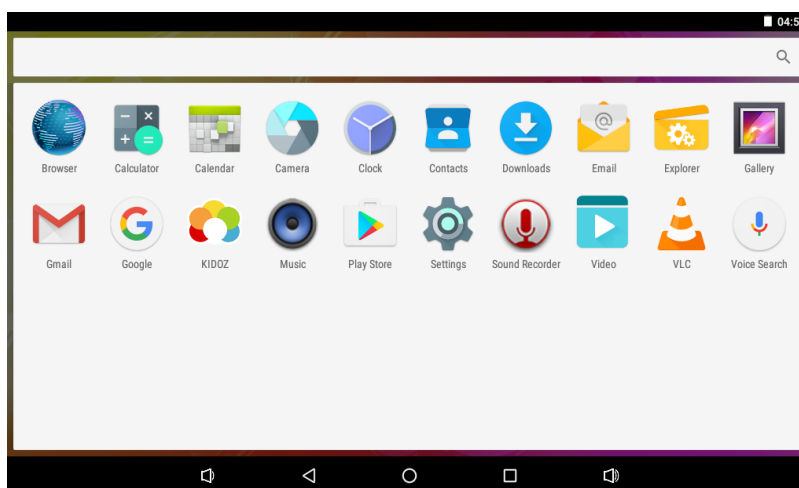 04:5
Browser Calculator Calendar Camera Clock Contacts Downloads Email Explorer Gallery
Gmail Google KIDOZ Music Play Store Settings Sound Recorder Video VLC Voice Search